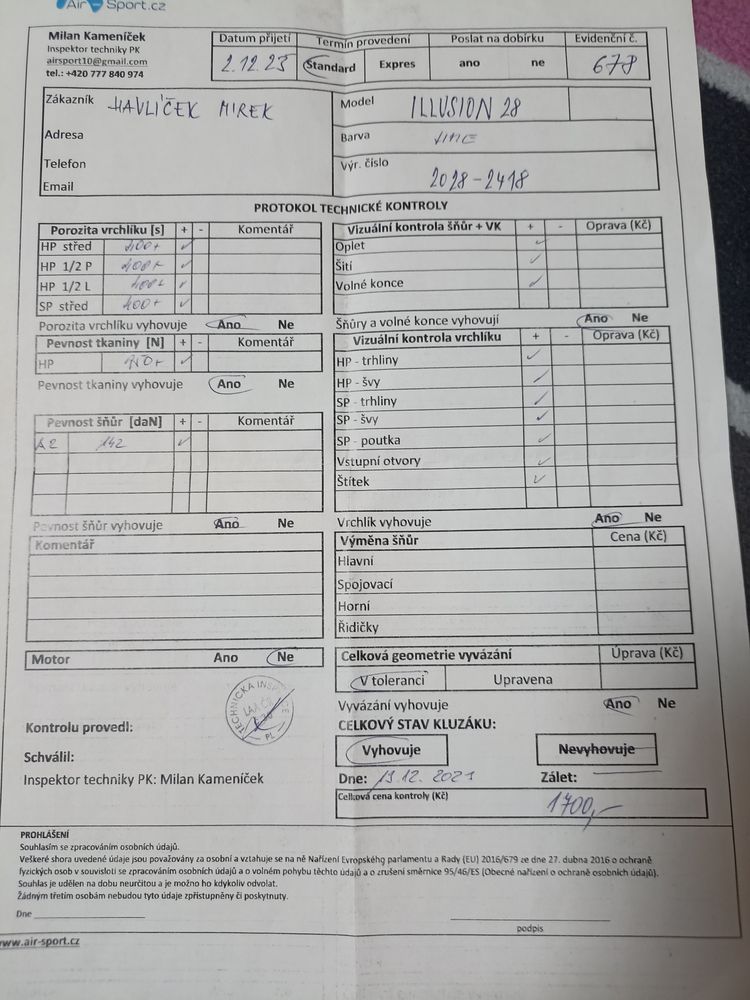 Air-Sport.cz
Milan Kameníček
Inspektor techniky PK
airsport10@gmail.com
tel.: +420 777 840 974
Datum přijetí Termín provedení Poslat na dobírku Evidenční č.
2.12.23 Standard Expres ano ne 678
Zákazník HAVLÍČEK MIREK
Adresa
Telefon
Email
Model ILLUSION 28
Barva
Výr. číslo 2028-2418
PROTOKOL TECHNICKÉ KONTROLY
Porozita vrchlíku [s] + - Komentář
HP střed 400+ ✓
HP 1/2 P 400+ ✓
HP 1/2 L 400+ ✓
SP střed 400+ ✓
Porozita vrchlíku vyhovuje Ano Ne
Pevnost tkaniny [N] + - Komentář
HP ✓
Pevnost tkaniny vyhovuje Ano Ne
Pevnost šňůr [daN] + - Komentář
A2 142 ✓
Pevnost šňůr vyhovuje Ano Ne
Komentář
Motor Ano Ne
Vizuální kontrola šňůr + VK + - Oprava (Kč)
Oplet ✓
Šití ✓
Volné konce ✓
Šňůry a volné konce vyhovují Ano Ne
Vizuální kontrola vrchlíku + - Oprava (Kč)
HP - trhliny ✓
HP - švy ✓
SP - trhliny ✓
SP - švy ✓
SP - poutka ✓
Vstupní otvory ✓
Štítek ✓
Vrchlík vyhovuje Ano Ne
Výměna šňůr Cena (Kč)
Hlavní
Spojovací
Horní
Řidičky
Celková geometrie vyvázání Úprava (Kč)
V toleranci Upravena
Vyvázání vyhovuje Ano Ne
CELKOVÝ STAV KLUZÁKU:
Vyhovuje Nevyhovuje
Dne: 13.12. 2021 Zálet:
Celková cena kontroly (Kč) 1700,-
Kontrolu provedl:
Schválil:
Inspektor techniky PK: Milan Kameníček
PROHLÁŠENÍ
Souhlasím se zpracováním osobních údajů.
Veškeré shora uvedené údaje jsou považovány za osobní a vztahuje se na ně Nařízení Evropského parlamentu a Rady (EU) 2016/679 ze dne 27. dubna 2016 o ochraně
fyzických osob v souvislosti se zpracováním osobních údajů a o volném pohybu těchto údajů a o zrušení směrnice 95/46/ES (Obecné nařízení o ochraně osobních údajů).
Souhlas je udělen na dobu neurčitou a je možno ho kdykoliv odvolat.
Žádným třetím osobám nebudou tyto údaje zpřístupněny či poskytnuty.
Dne
podpis
www.air-sport.cz